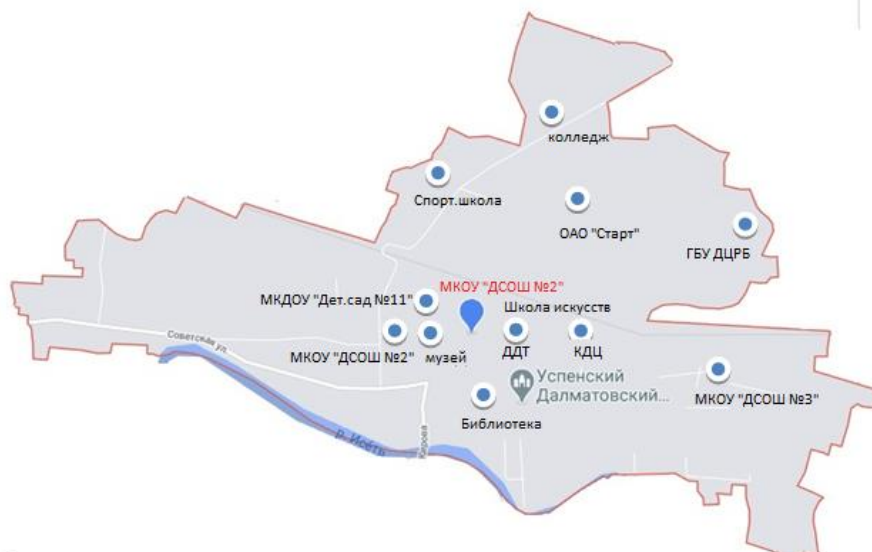 колледж
Спорт.школа
ОАО "Старт"
ГБУ ДЦРБ
МКОУ "ДСОШ №2"
МКДОУ "Дет.сад №11"
Школа искусств
Советская ул.
МКОУ "ДСОШ №2"
музей
ДДТ
КДЦ
Успенский
Далматовский...
МКОУ "ДСОШ №3"
Библиотека
р. Исеть
Кирова